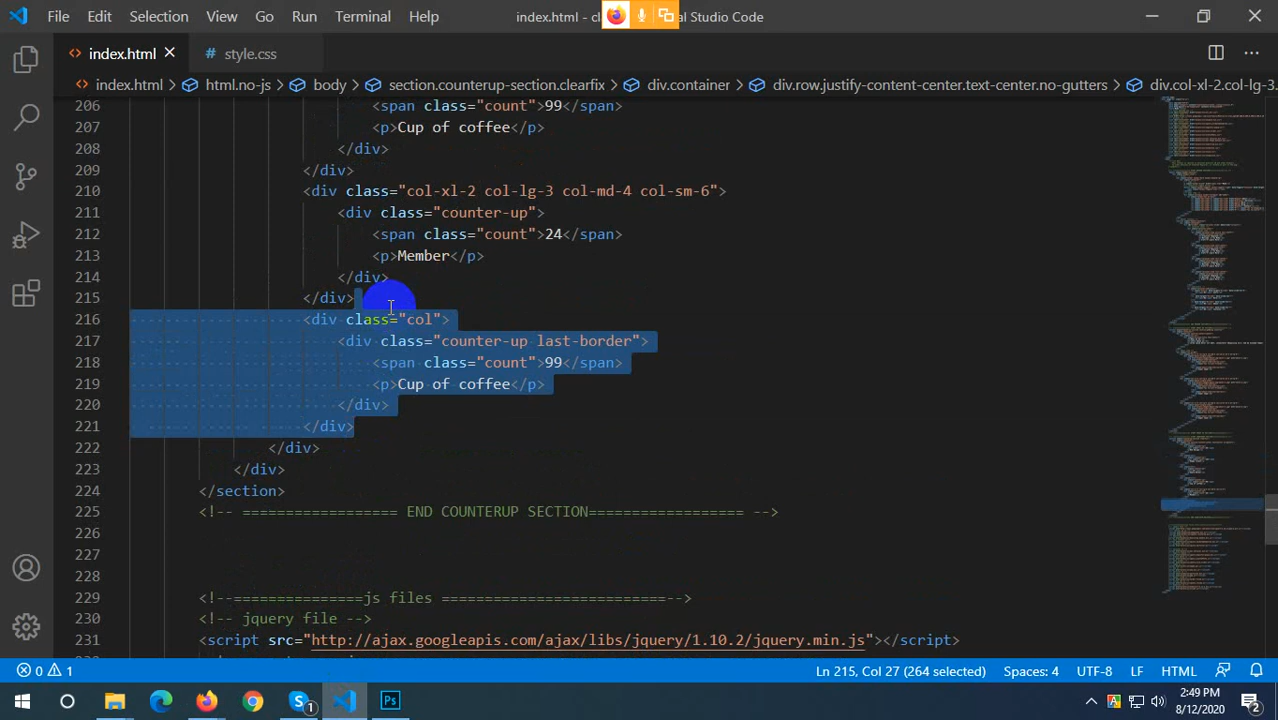 File Edit Selection View Go Run Terminal Help
index.html - cl al Studio Code
<> index.html ×
# style.css
<> index.html > html.no-js > body > section.counterup-section.clearfix > div.container > div.row.justify-content-center.text-center.no-gutters > div.col-xl-2.col-lg-3.
206 <span class="count">99</span>
207 <p>Cup of coffee</p>
208 </div>
209 </div>
210 <div class="col-xl-2 col-lg-3 col-md-4 col-sm-6">
211 <div class="counter-up">
212 <span class="count">24</span>
213 <p>Member</p>
214 </div>
215 </div>
216 <div class="col">
217 <div class="counter-up last-border">
218 <span class="count">99</span>
219 <p>Cup of coffee</p>
220 </div>
221 </div>
222 </div>
223 </div>
224 </section>
225 <!-- ================== END COUNTERUP SECTION================== -->
226
227
228
229 <!--===============js files ==========================-->
230 <!-- jquery file -->
231 <script src="http://ajax.googleapis.com/ajax/libs/jquery/1.10.2/jquery.min.js"></script>
0 1 Ln 215, Col 27 (264 selected) Spaces: 4 UTF-8 LF HTML
S 1 Ps A 2:49 PM
8/12/2020 2